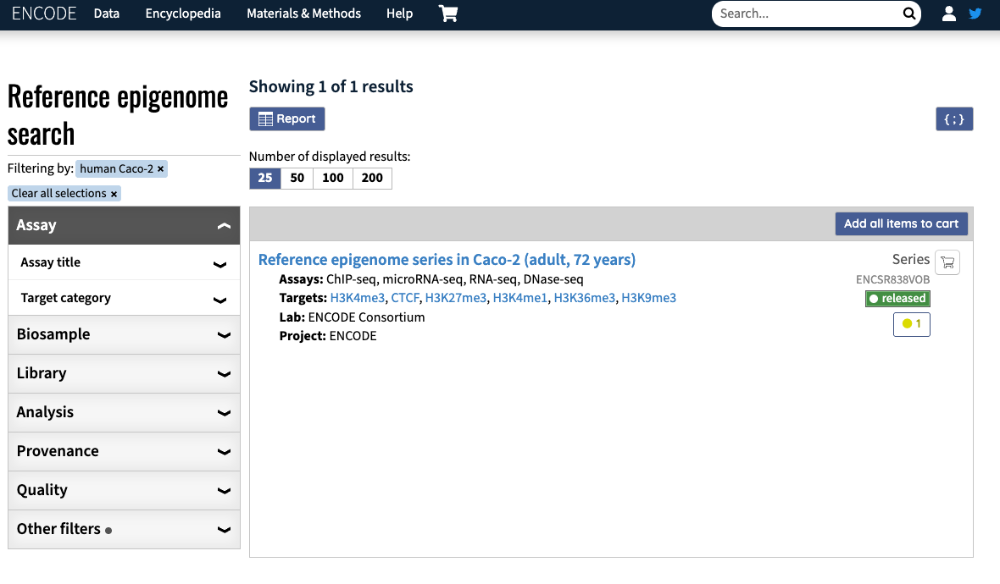 ENCODE Data Encyclopedia Materials & Methods Help Search...
Reference epigenome
search
Filtering by: human Caco-2 ×
Clear all selections ×
Assay
Assay title
Target category
Biosample
Library
Analysis
Provenance
Quality
Other filters
Showing 1 of 1 results
Report
{ ; }
Number of displayed results:
25 50 100 200
Add all items to cart
Reference epigenome series in Caco-2 (adult, 72 years)
Assays: ChIP-seq, microRNA-seq, RNA-seq, DNase-seq
Targets: H3K4me3, CTCF, H3K27me3, H3K4me1, H3K36me3, H3K9me3
Lab: ENCODE Consortium
Project: ENCODE
Series
ENCSR838VOB
released
1